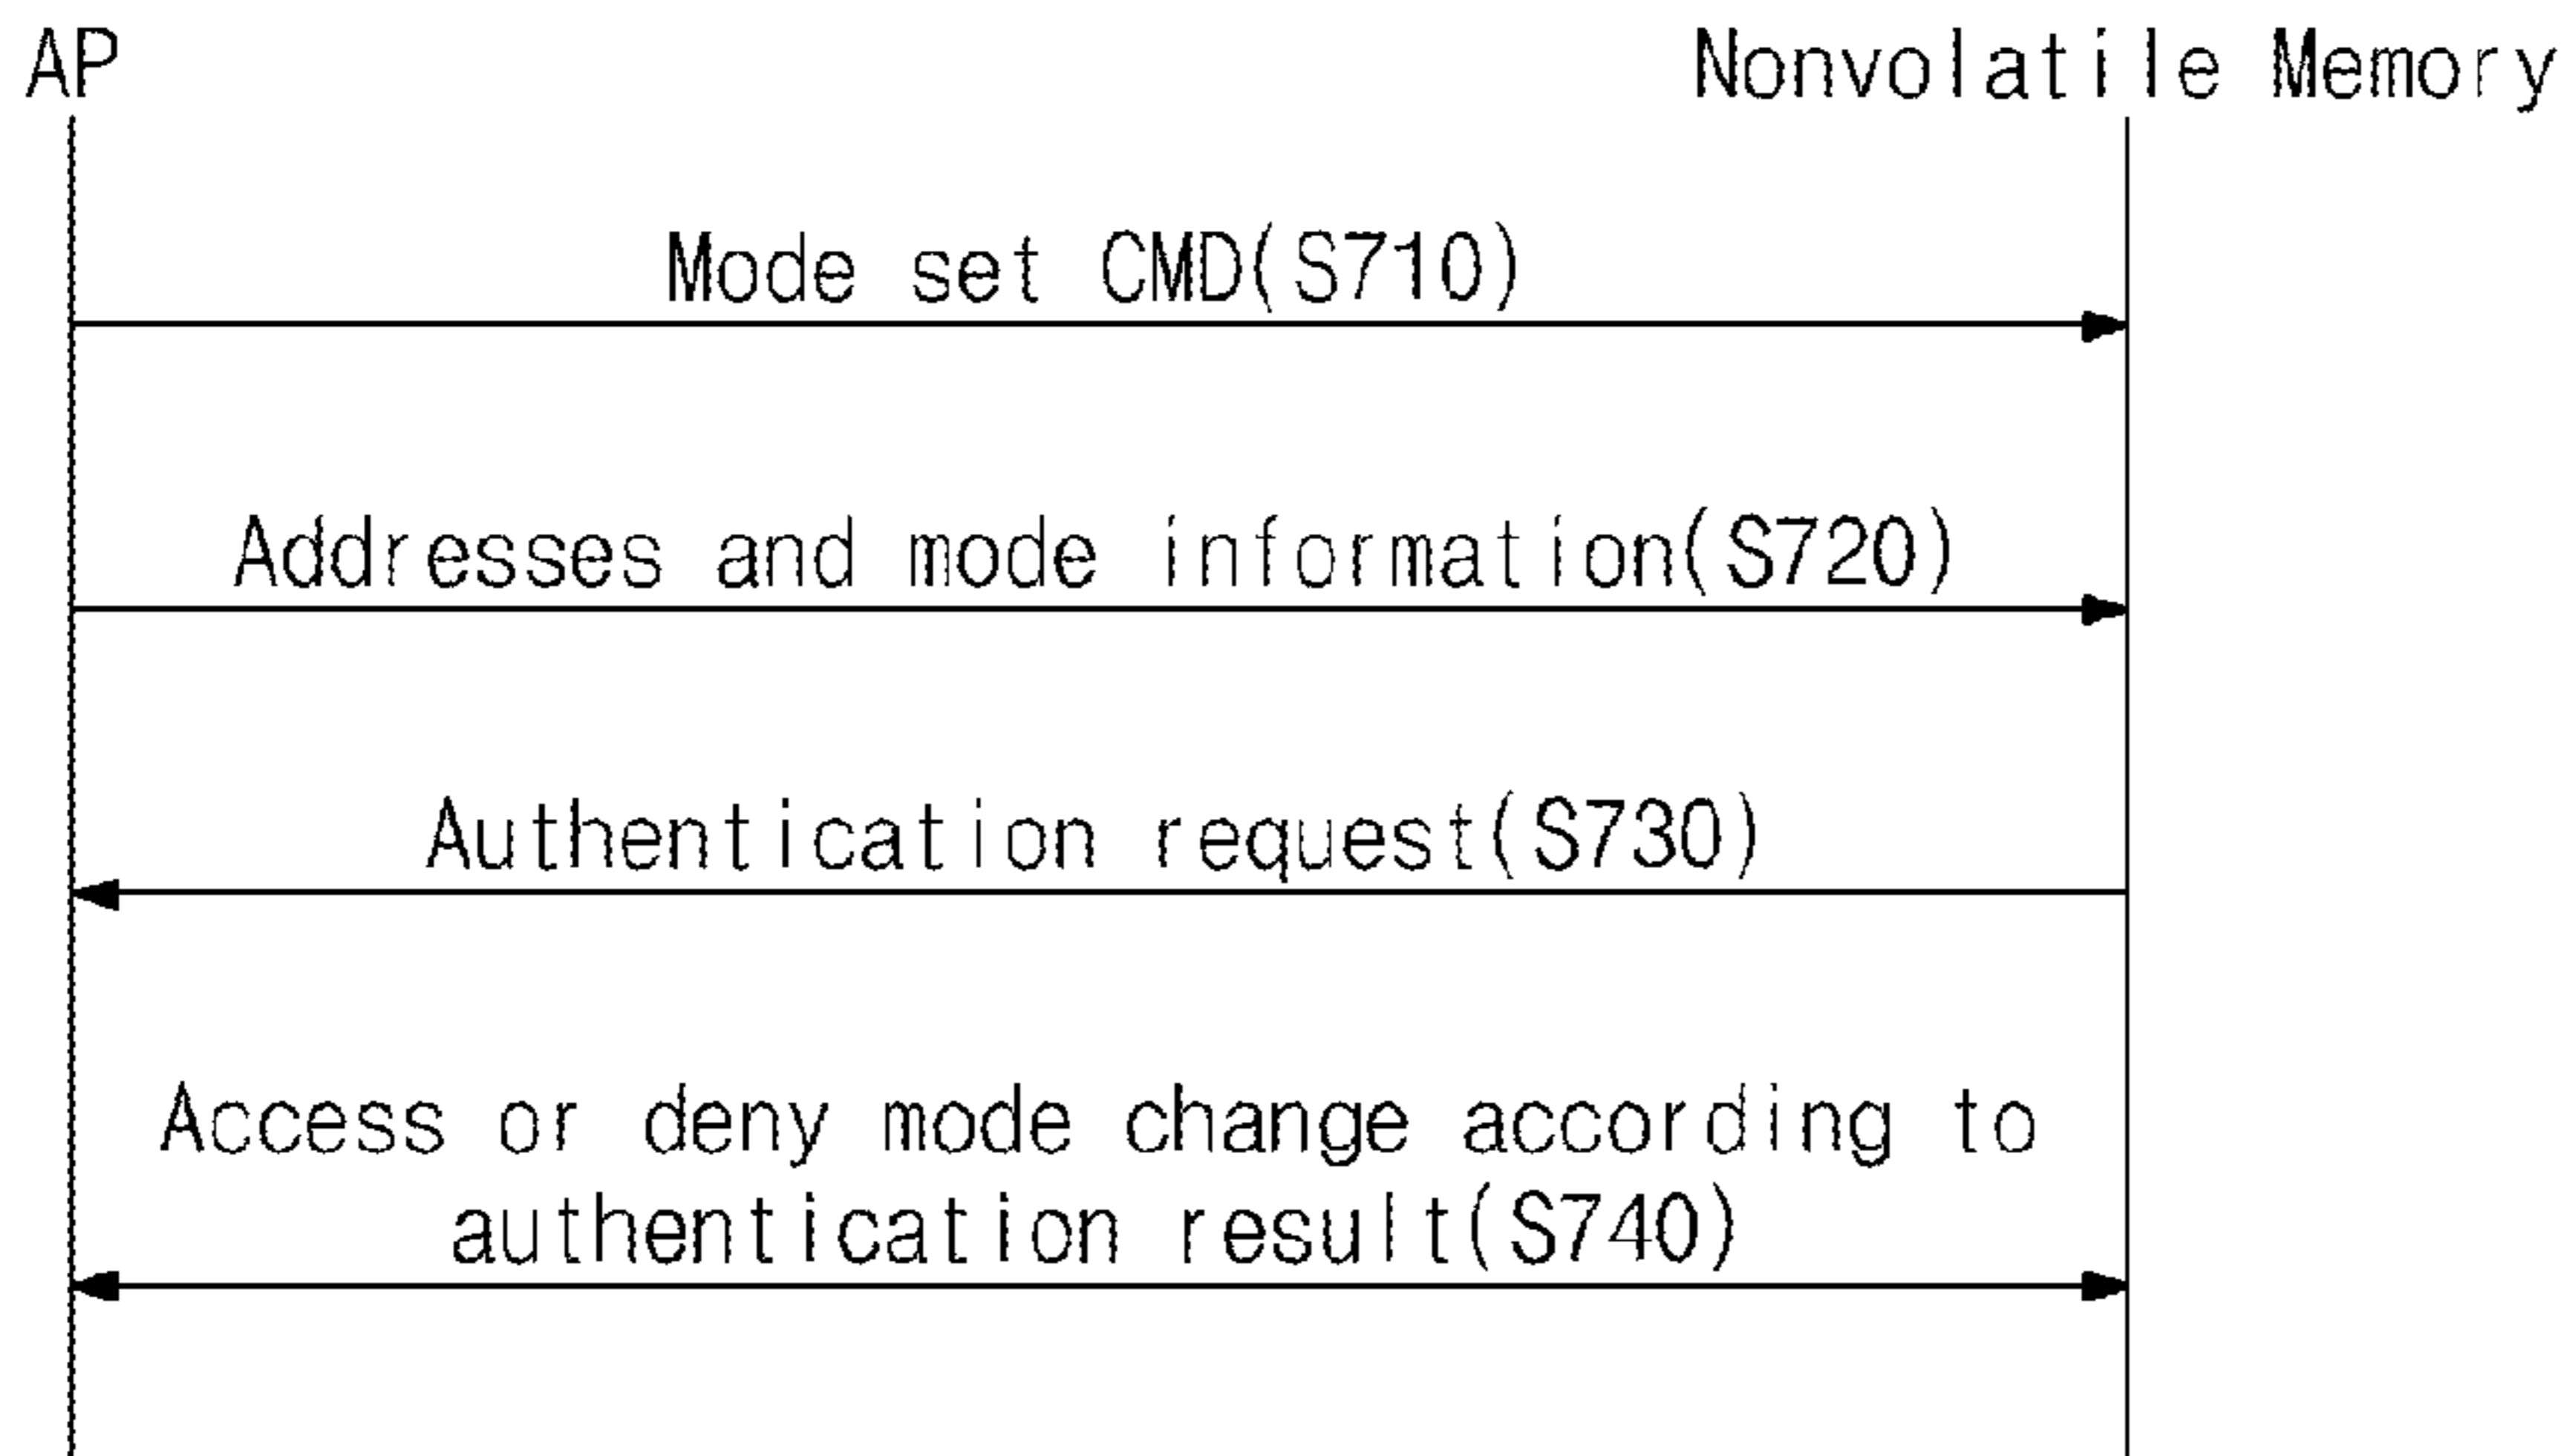 AP
Nonvolatile Memory
Mode set CMD(S710)
Addresses and mode information(S720)
Authentication request(S730)
Access or deny mode change according to
authentication result(S740)